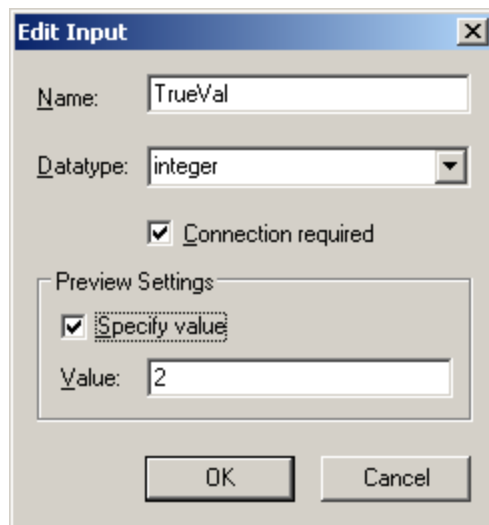 Edit Input
Name: TrueVal
Datatype: integer
Connection required
Preview Settings
Specify value
Value: 2
OK Cancel